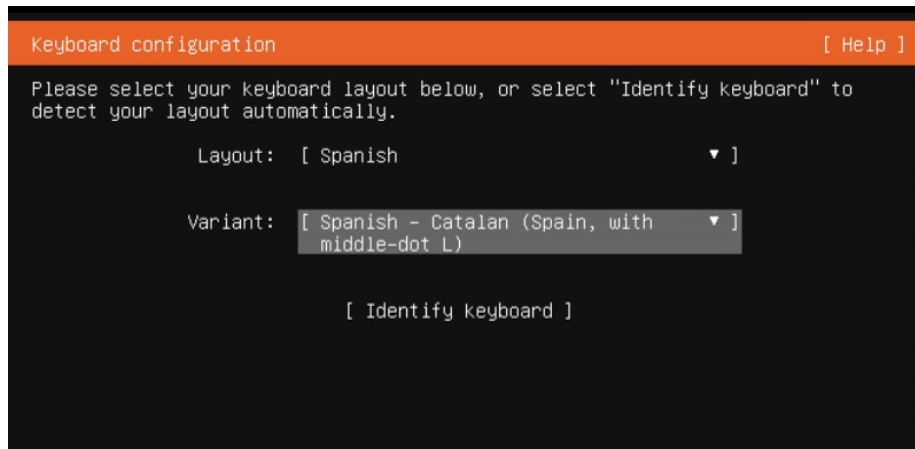 Keyboard configuration [ Help ]
Please select your keyboard layout below, or select "Identify keyboard" to
detect your layout automatically.
Layout: [ Spanish ▾ ]
Variant: [ Spanish – Catalan (Spain, with ▾ ]
middle-dot L)
[ Identify keyboard ]